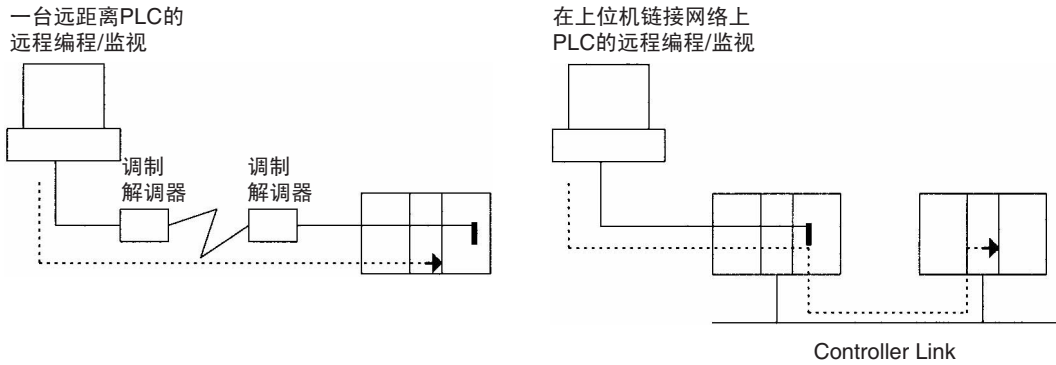 一台远距离PLC的
远程编程/监视
在上位机链接网络上
PLC的远程编程/监视
调制
解调器
调制
解调器
Controller Link